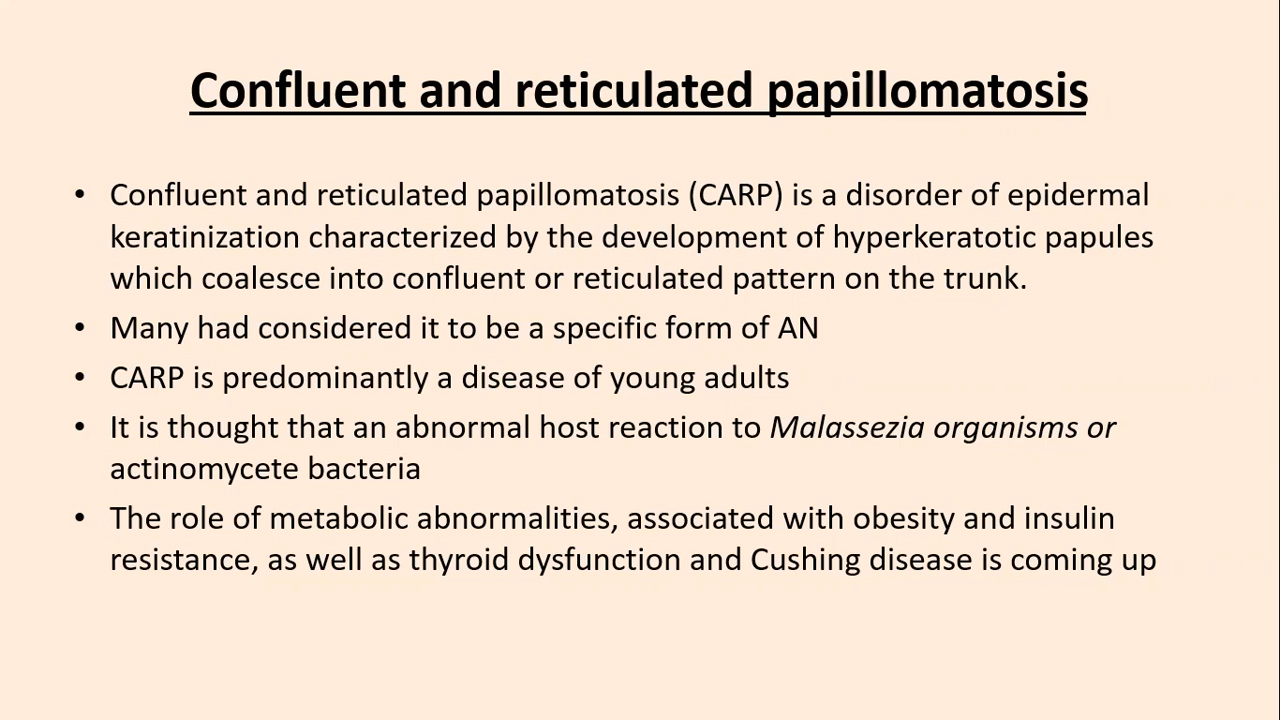 Confluent and reticulated papillomatosis
• Confluent and reticulated papillomatosis (CARP) is a disorder of epidermal
keratinization characterized by the development of hyperkeratotic papules
which coalesce into confluent or reticulated pattern on the trunk.
• Many had considered it to be a specific form of AN
• CARP is predominantly a disease of young adults
• It is thought that an abnormal host reaction to Malassezia organisms or
actinomycete bacteria
• The role of metabolic abnormalities, associated with obesity and insulin
resistance, as well as thyroid dysfunction and Cushing disease is coming up